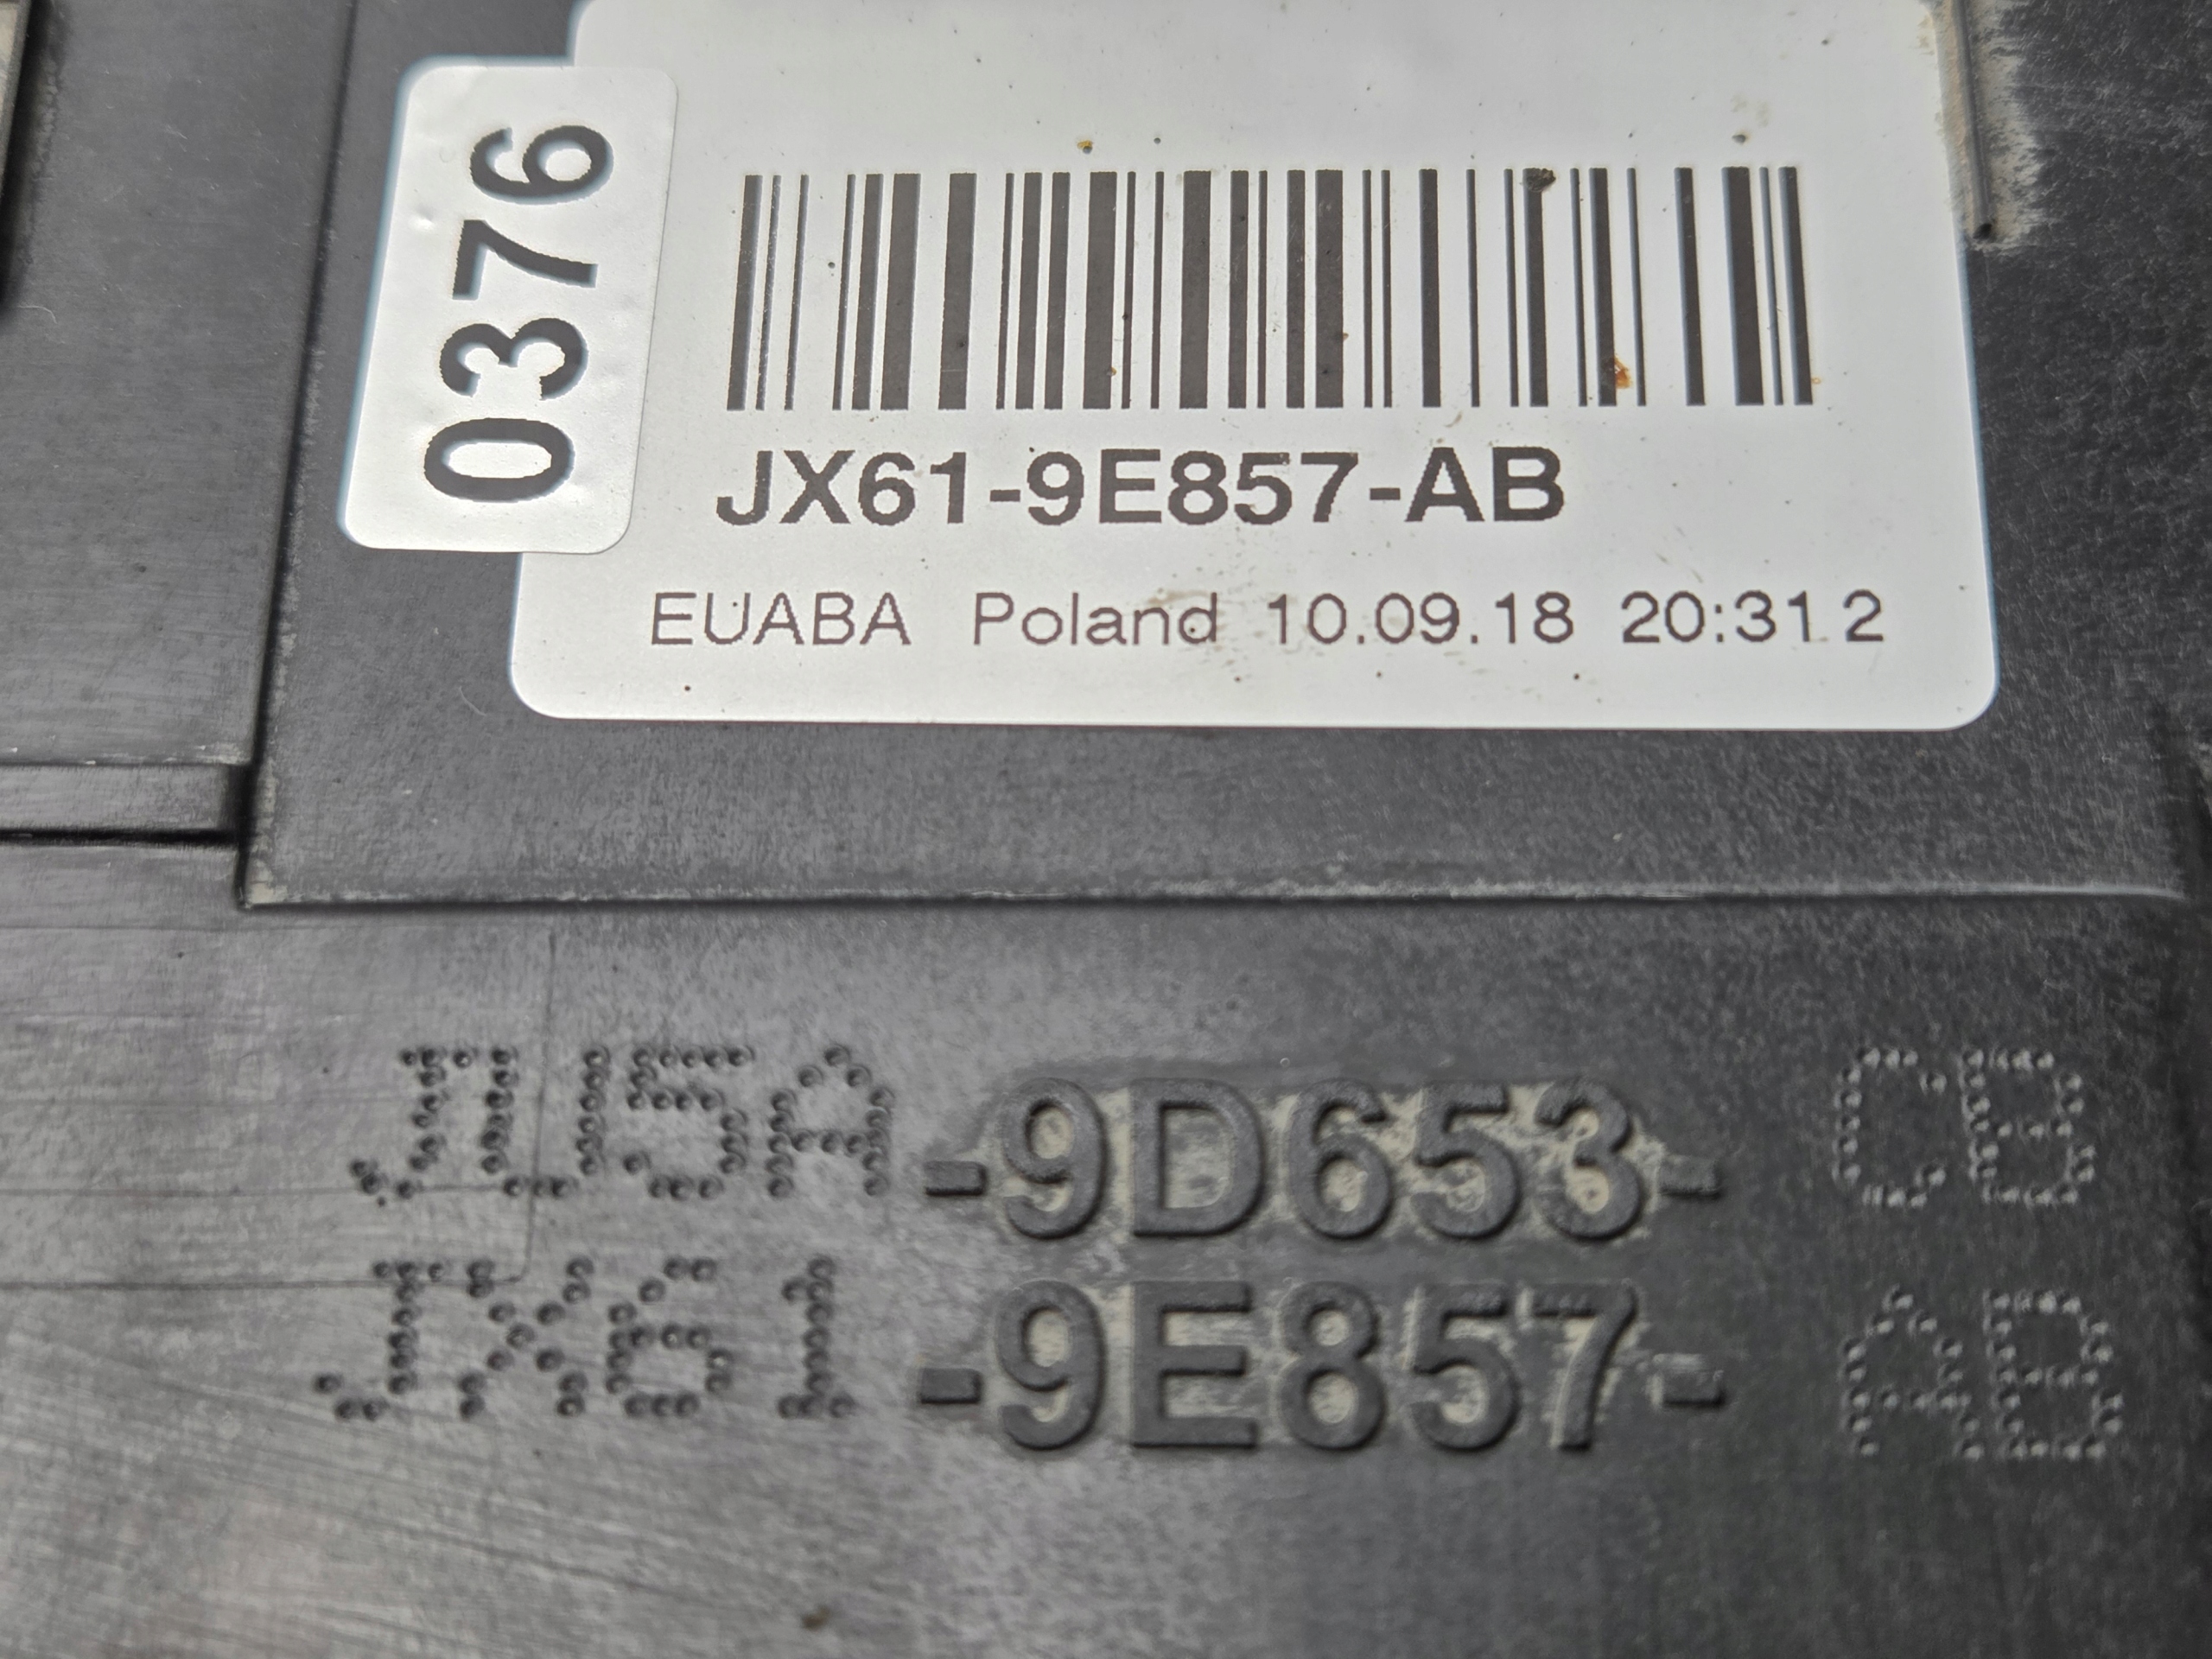 0376
JX61-9E857-AB
EUABA Poland 10.09.18 20:31 2
JU5A-9D653-CB
JX61-9E857-AB